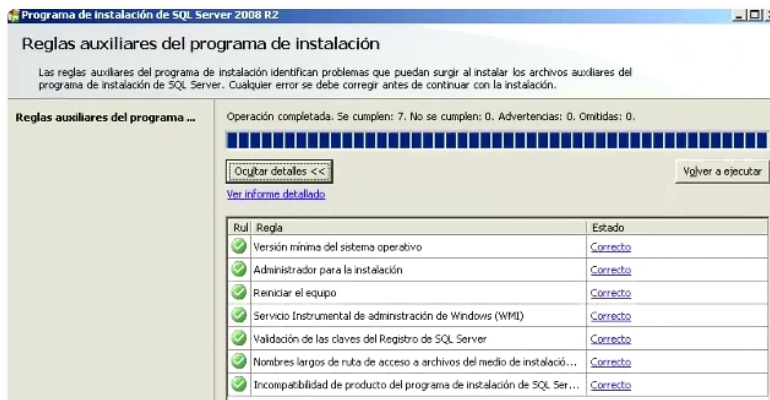 Programa de instalación de SQL Server 2008 R2
Reglas auxiliares del programa de instalación
Las reglas auxiliares del programa de instalación identifican problemas que puedan surgir al instalar los archivos auxiliares del
programa de instalación de SQL Server. Cualquier error se debe corregir antes de continuar con la instalación.
Reglas auxiliares del programa ...
Operación completada. Se cumplen: 7. No se cumplen: 0. Advertencias: 0. Omitidas: 0.
Ocultar detalles <<
Volver a ejecutar
Ver informe detallado
Rul Regla Estado
Versión mínima del sistema operativo Correcto
Administrador para la instalación Correcto
Reiniciar el equipo Correcto
Servicio Instrumental de administración de Windows (WMI) Correcto
Validación de las claves del Registro de SQL Server Correcto
Nombres largos de ruta de acceso a archivos del medio de instalació... Correcto
Incompatibilidad de producto del programa de instalación de SQL Ser... Correcto